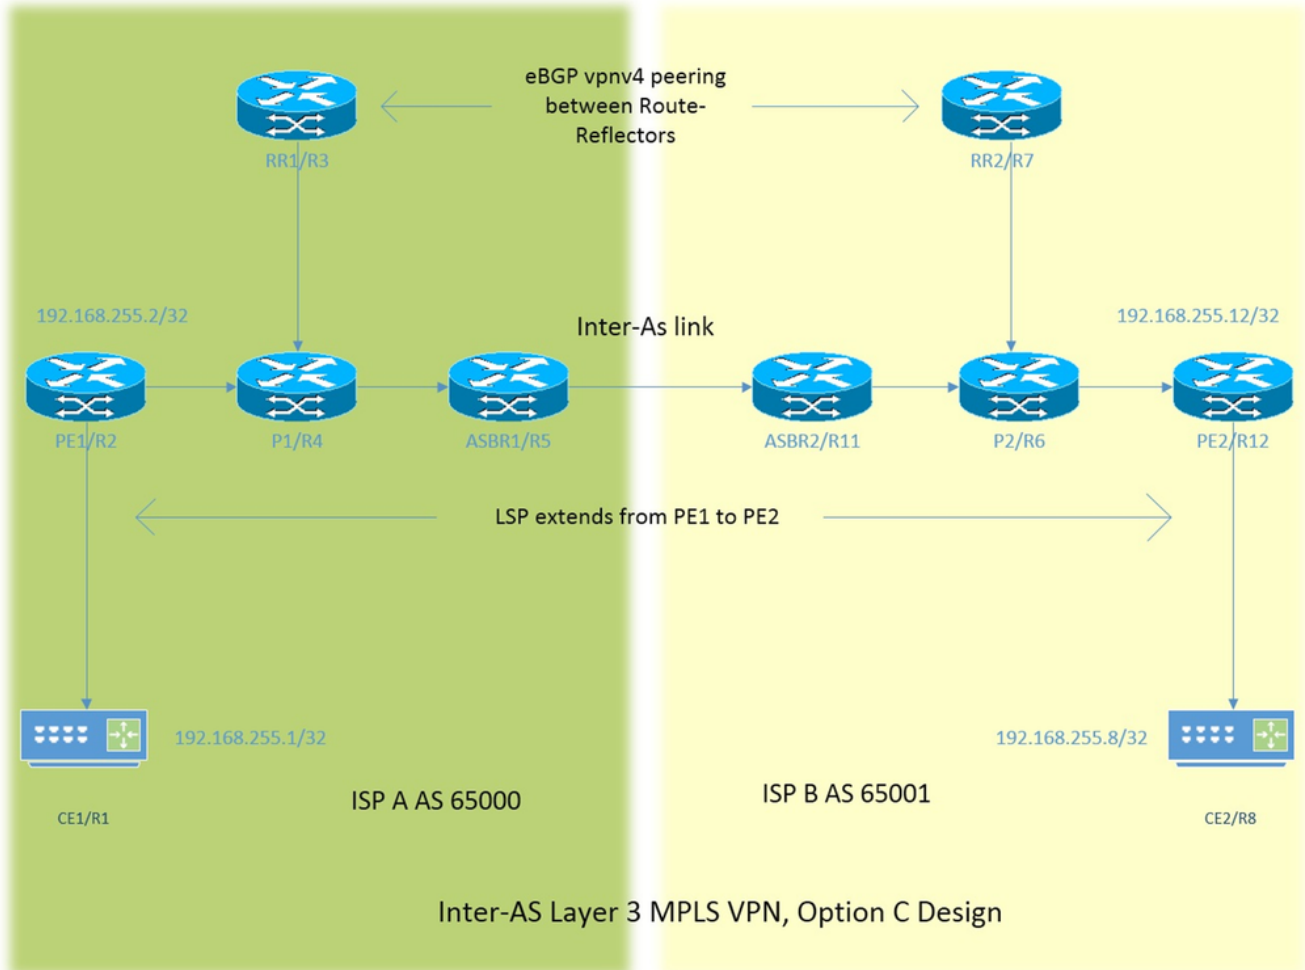 eBGP vpnv4 peering
between Route-
Reflectors
RR1/R3
RR2/R7
192.168.255.2/32
Inter-As link
192.168.255.12/32
PE1/R2
P1/R4
ASBR1/R5
ASBR2/R11
P2/R6
PE2/R12
LSP extends from PE1 to PE2
192.168.255.1/32
192.168.255.8/32
ISP A AS 65000
ISP B AS 65001
CE1/R1
CE2/R8
Inter-AS Layer 3 MPLS VPN, Option C Design